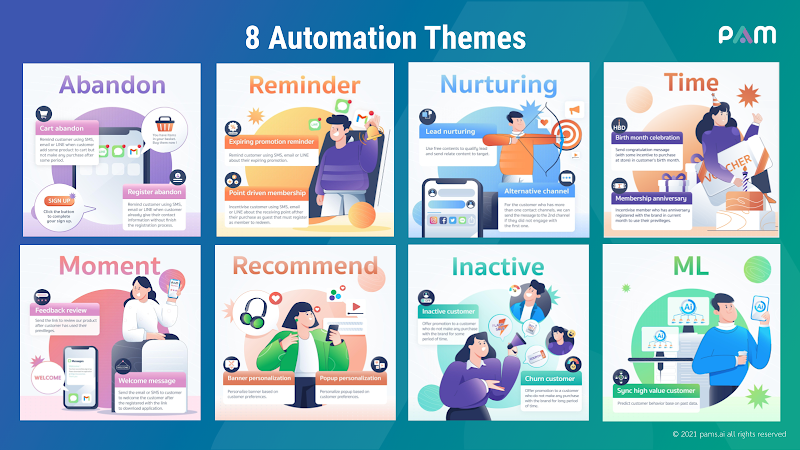 8 Automation Themes
PAM
Abandon
Cart abandon
Remind customer using SMS,
email or LINE when customer
add some product to cart but
not make any purchase after
some period.
SIGN UP
Click the button
to complete
your sign up.
Register abandon
Remind customer using SMS,
email or LINE when customer
already give their contact
information without finish
the registration process.
Reminder
Expiring promotion reminder
Remind customer using SMS, email or LINE
about their expiring promotion.
Point driven membership
Incentivise customer using SMS, email
or LINE about the receiving point after
their purchase as guest that must register
as member to redeem.
Nurturing
Lead nurturing
Use free contents to qualify lead
and send relate content to target.
Alternative channel
For the customer who has more
than one contact channels, we can
send the message to the 2nd channel
if they do not engage with
the first one.
Time
HBD
Birth month celebration
Send congratulation message
(with some incentive to purchase
at store) in customer's birth month.
VOUCHER
Membership anniversary
Incentivise member who has anniversary
registered with the brand in current
month to use their previleges.
Moment
Feedback review
Send the link to review our product
after customer has used their
previleges.
WELCOME
Welcome message
Send the email or SMS to customer
to welcome the customer after
the registered with the link
to download application.
Recommend
Banner personalization
Personalize banner based on
customer preferences.
Popup personalization
Personalize popup based on
customer preferences.
Inactive
Inactive customer
Offer promotion to a customer
who do not make any purchase
with the brand for some
period of time.
Churn customer
Offer promotion to a customer
who do not make any purchase
with the brand for long period
of time.
ML
Ai
Ai
Ai
Sync high value customer
Predict customer behavior base on past data.
© 2021 pams.ai all rights reserved